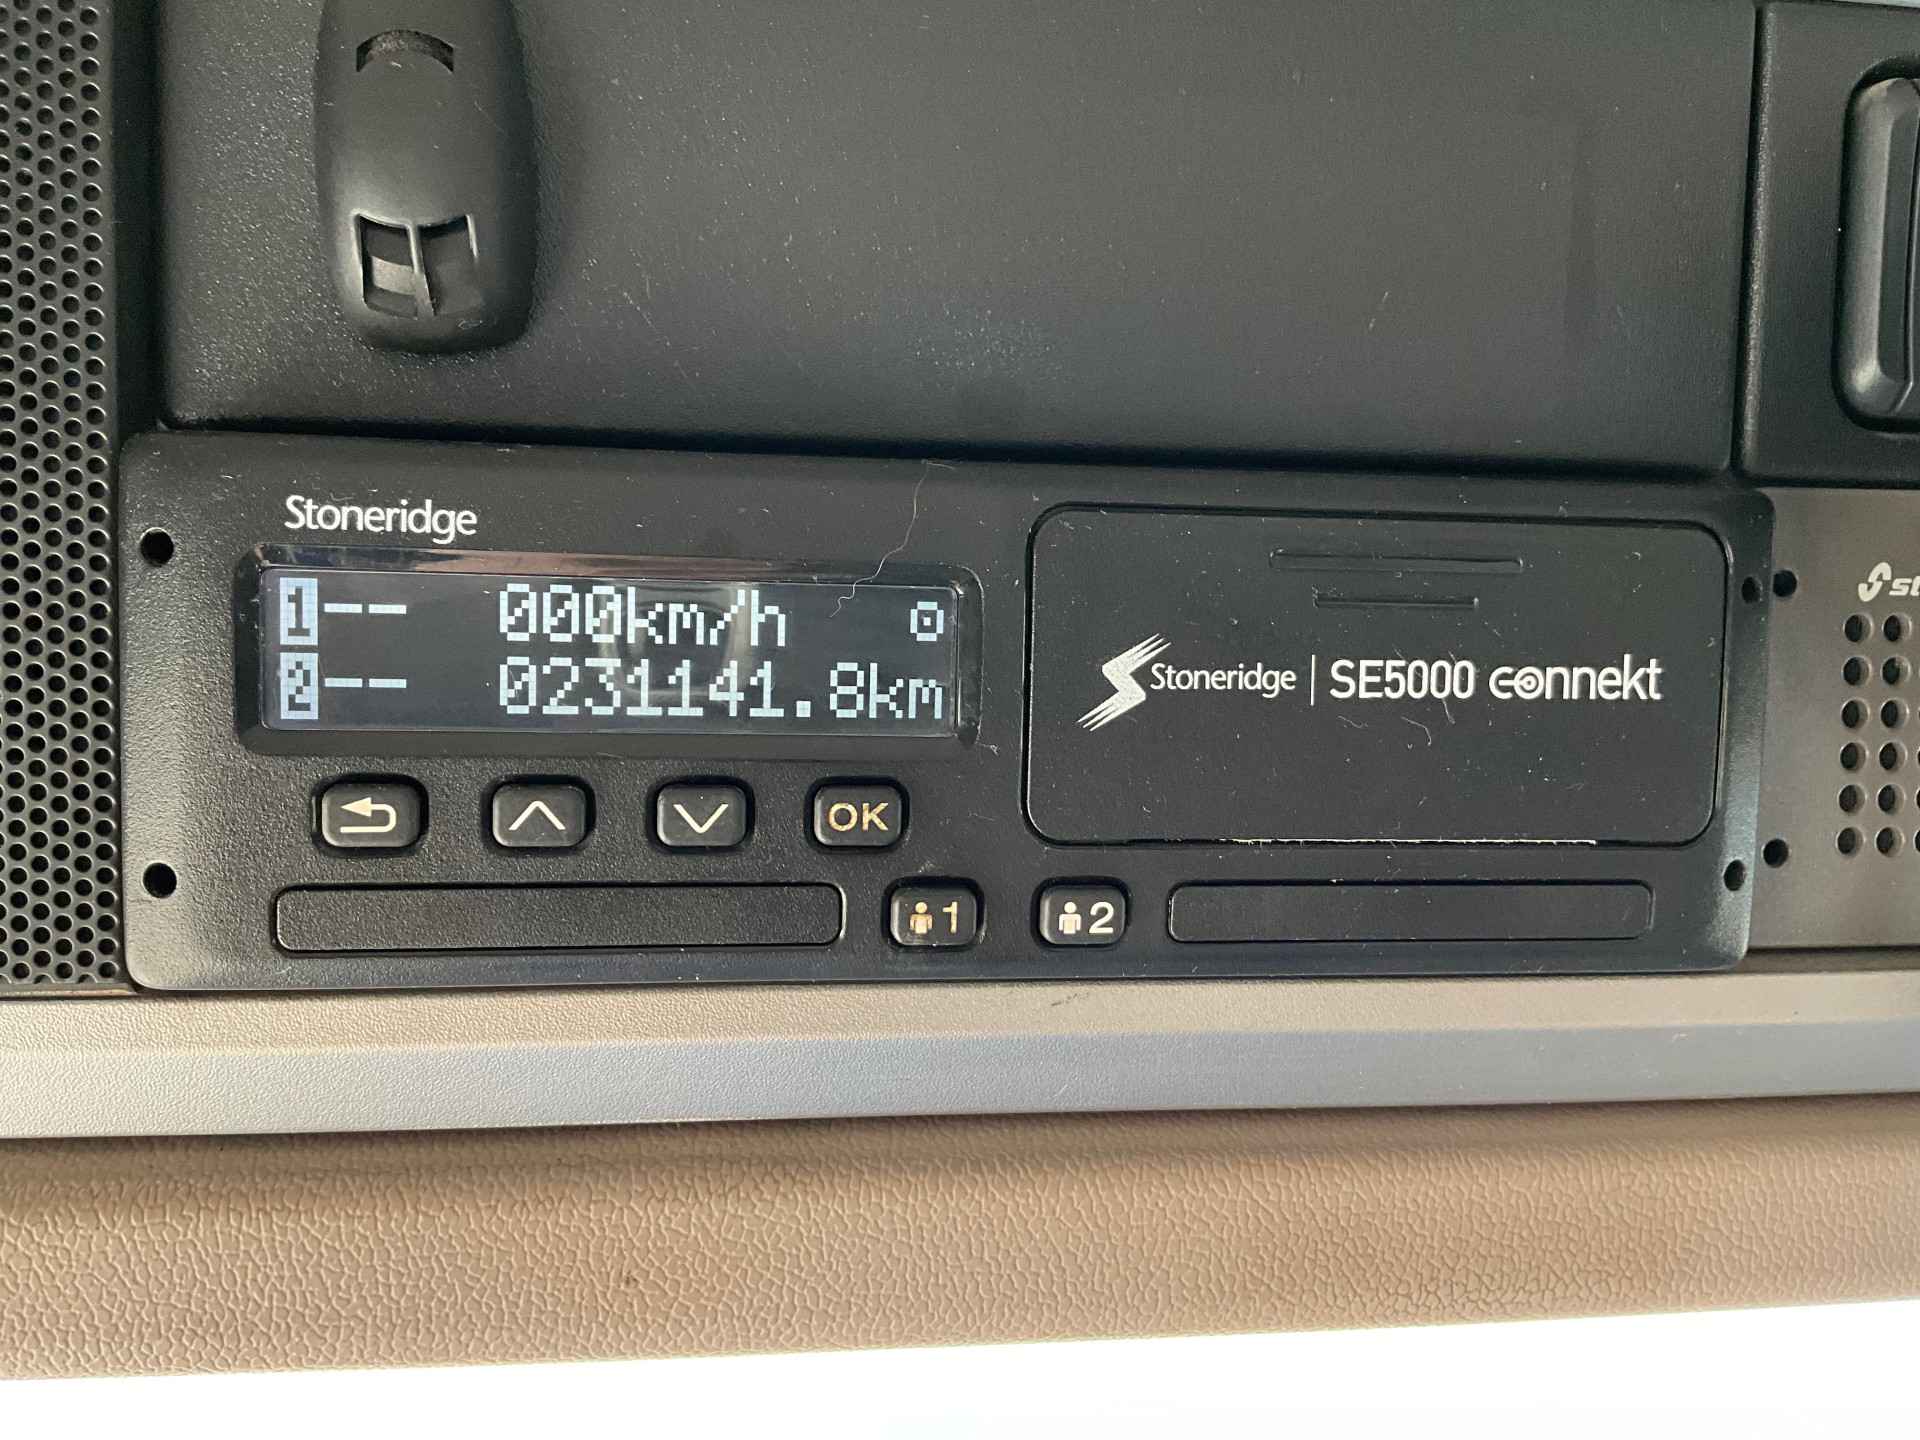 Stoneridge
1-- 000km/h
2-- 0231141.8km
Stoneridge | SE5000 connekt
OK
1
2